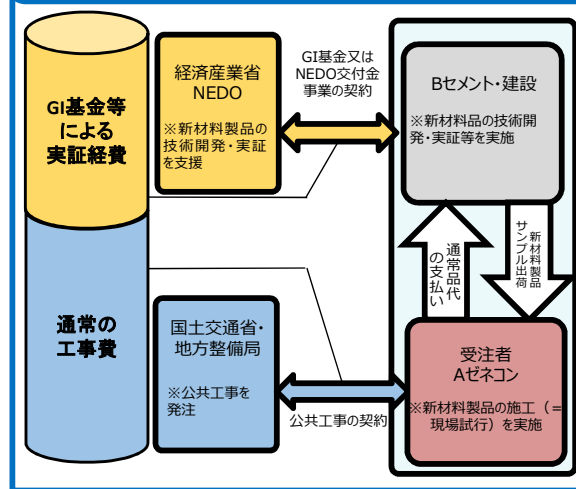 GI基金等
による
実証経費
通常の
工事費
経済産業省
NEDO
※新材料製品の
技術開発・実証
を支援
GI基金又は
NEDO交付金
事業の契約
Bセメント・建設
※新材料品の技術開
発・実証等を実施
通常品代
の支払い
新材料製品
サンプル出荷
国土交通省・
地方整備局
※公共工事を
発注
公共工事の契約
受注者
Aゼネコン
※新材料製品の施工（＝
現場試行）を実施